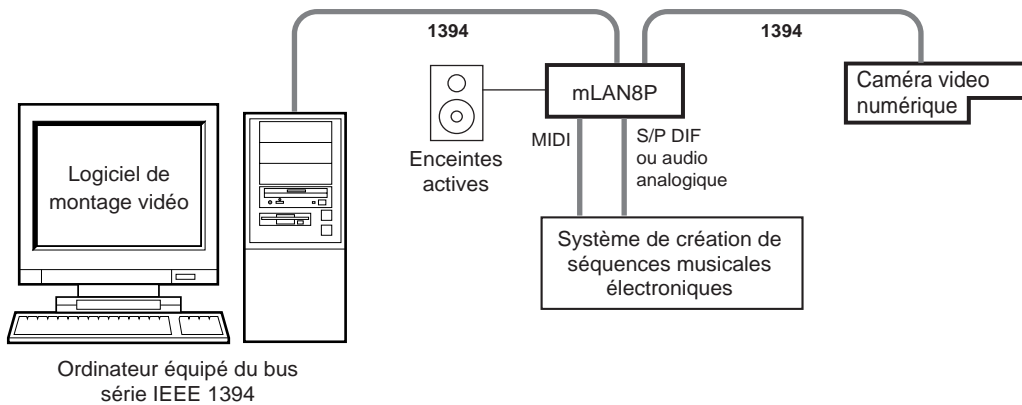 1394
1394
Logiciel de
montage vidéo
Enceintes
actives
mLAN8P
MIDI
S/P DIF
ou audio
analogique
Caméra video
numérique
Système de création de
séquences musicales
électroniques
Ordinateur équipé du bus
série IEEE 1394